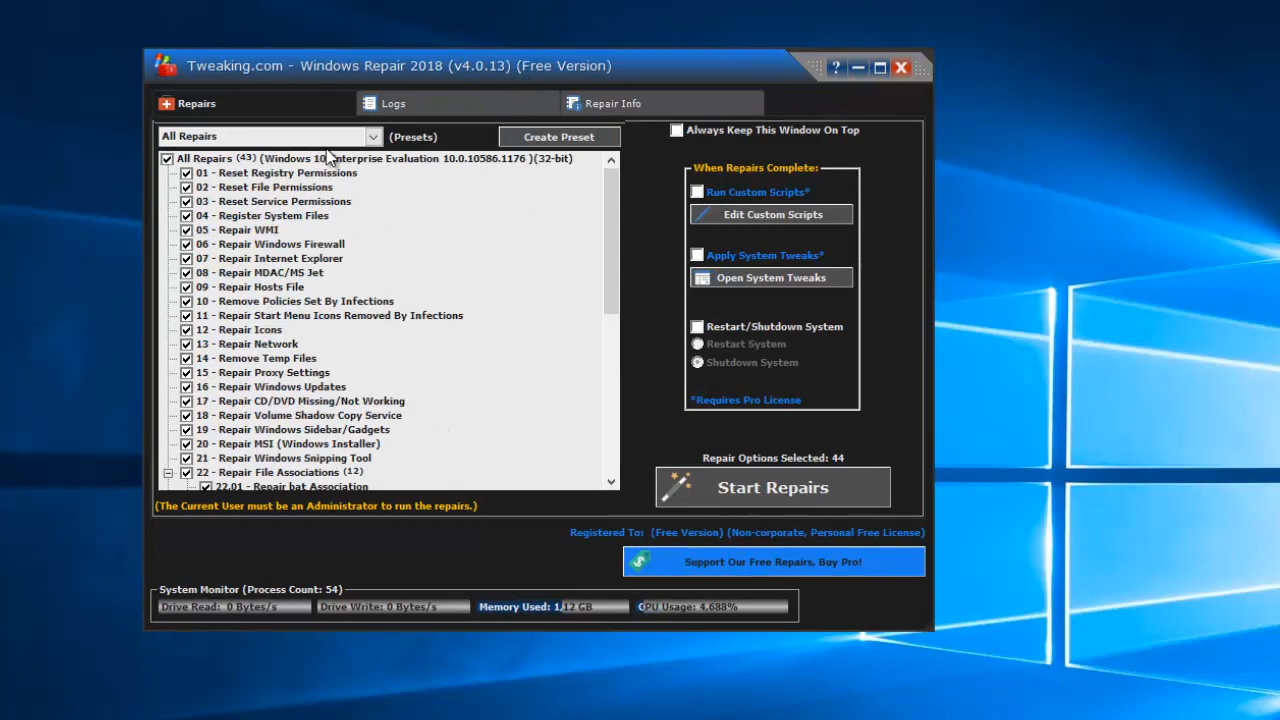 Tweaking.com - Windows Repair 2018 (v4.0.13) (Free Version)
?
Repairs
Logs
Repair Info
All Repairs
(Presets)
Create Preset
Always Keep This Window On Top
All Repairs (43) (Windows 10 Enterprise Evaluation 10.0.10586.1176 )(32-bit)
01 - Reset Registry Permissions
02 - Reset File Permissions
03 - Reset Service Permissions
04 - Register System Files
05 - Repair WMI
06 - Repair Windows Firewall
07 - Repair Internet Explorer
08 - Repair MDAC/MS Jet
09 - Repair Hosts File
10 - Remove Policies Set By Infections
11 - Repair Start Menu Icons Removed By Infections
12 - Repair Icons
13 - Repair Network
14 - Remove Temp Files
15 - Repair Proxy Settings
16 - Repair Windows Updates
17 - Repair CD/DVD Missing/Not Working
18 - Repair Volume Shadow Copy Service
19 - Repair Windows Sidebar/Gadgets
20 - Repair MSI (Windows Installer)
21 - Repair Windows Snipping Tool
22 - Repair File Associations (12)
22.01 - Repair bat Association
When Repairs Complete:
Run Custom Scripts*
Edit Custom Scripts
Apply System Tweaks*
Open System Tweaks
Restart/Shutdown System
Restart System
Shutdown System
*Requires Pro License
Repair Options Selected: 44
Start Repairs
(The Current User must be an Administrator to run the repairs.)
Registered To: (Free Version) (Non-corporate, Personal Free License)
Support Our Free Repairs, Buy Pro!
System Monitor (Process Count: 54)
Drive Read: 0 Bytes/s
Drive Write: 0 Bytes/s
Memory Used: 1,12 GB
CPU Usage: 4.688%